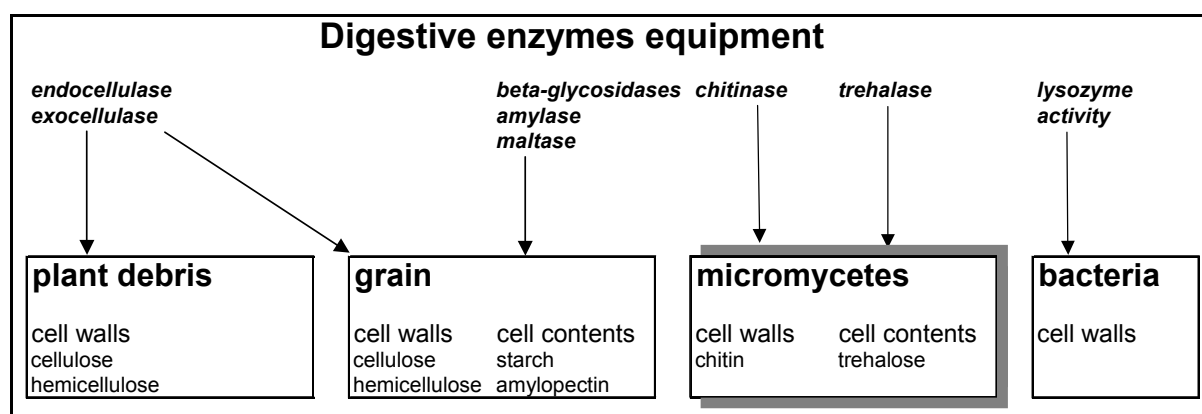 Digestive enzymes equipment
endocellulase
exocellulase
beta-glycosidases
amylase
maltase
chitinase
trehalase
lysozyme
activity
plant debris
cell walls
cellulose
hemicellulose
grain
cell walls
cellulose
hemicellulose
cell contents
starch
amylopectin
micromycetes
cell walls
chitin
cell contents
trehalose
bacteria
cell walls